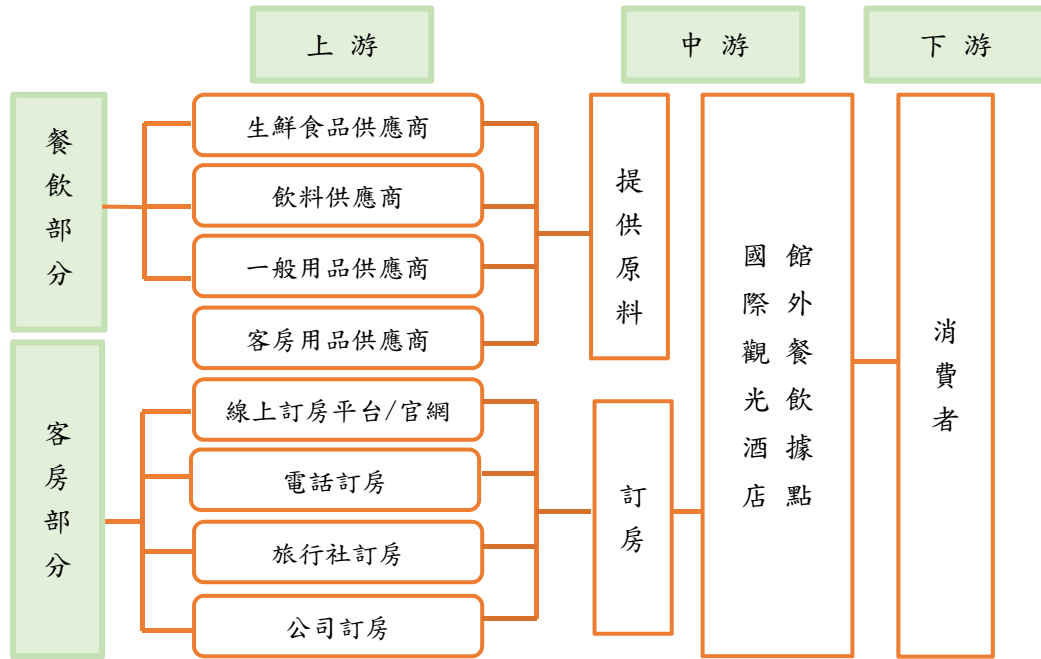 上游
中游
下游
餐飲部分
生鮮食品供應商
飲料供應商
一般用品供應商
客房用品供應商
提供原料
客房部分
線上訂房平台/官網
電話訂房
旅行社訂房
公司訂房
訂房
國際觀光酒店
館外餐飲據點
消費者